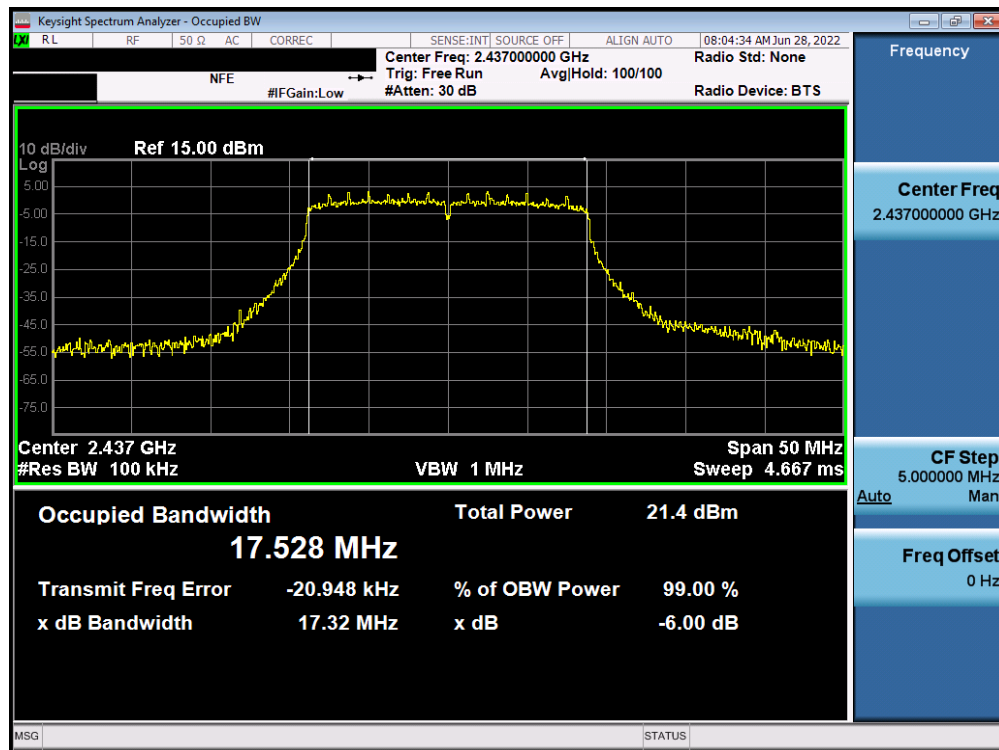 Keysight Spectrum Analyzer - Occupied BW
LXI RL RF 50 Ω AC CORREC SENSE:INT SOURCE OFF ALIGN AUTO 08:04:34 AM Jun 28, 2022
Center Freq: 2.437000000 GHz Radio Std: None
NFE Trig: Free Run Avg|Hold: 100/100
#IFGain:Low #Atten: 30 dB Radio Device: BTS
10 dB/div Ref 15.00 dBm
Log
5.00
-5.00
-15.0
-25.0
-35.0
-45.0
-55.0
-65.0
-75.0
Center 2.437 GHz Span 50 MHz
#Res BW 100 kHz VBW 1 MHz Sweep 4.667 ms
Occupied Bandwidth Total Power 21.4 dBm
17.528 MHz
Transmit Freq Error -20.948 kHz % of OBW Power 99.00 %
x dB Bandwidth 17.32 MHz x dB -6.00 dB
Frequency
Center Freq
2.437000000 GHz
CF Step
5.000000 MHz
Auto Man
Freq Offset
0 Hz
MSG STATUS